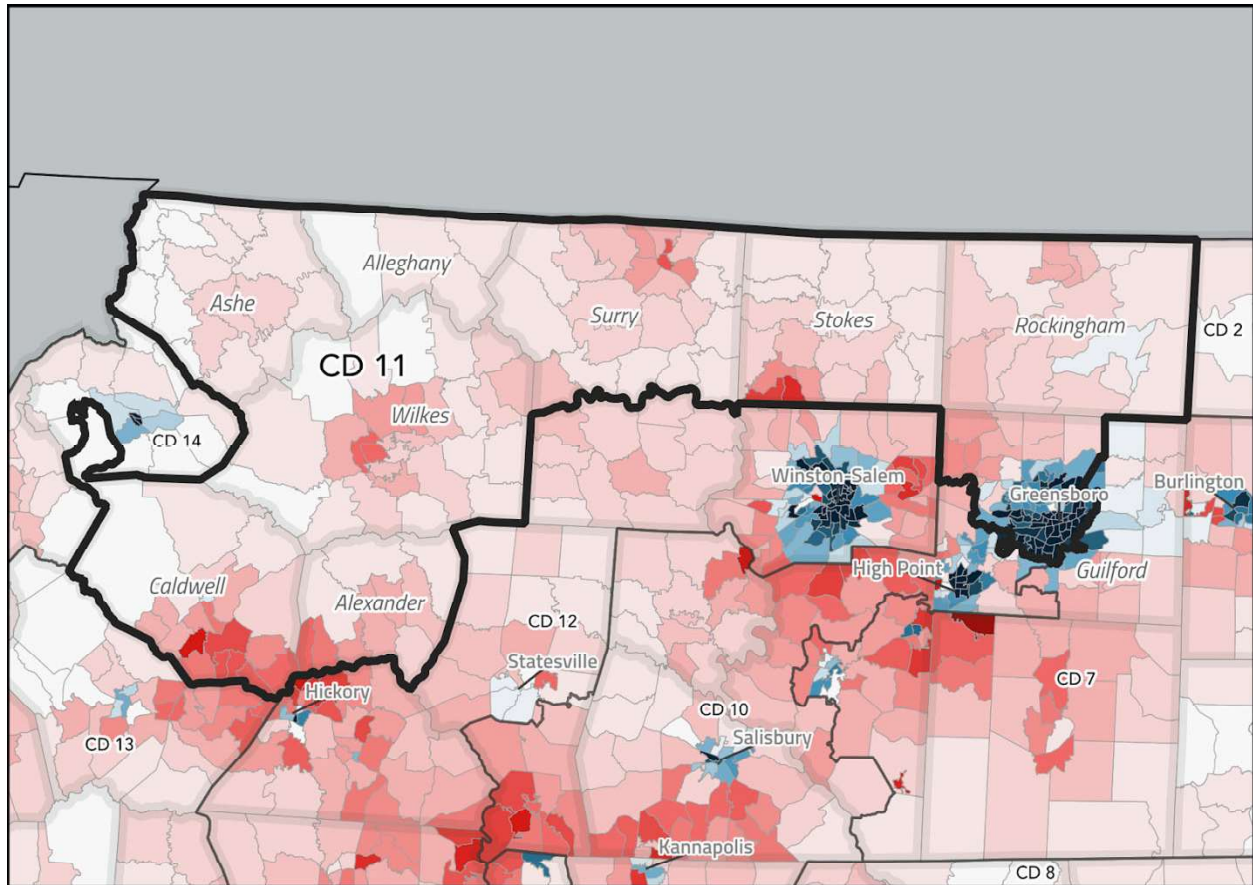 Alleghany
Ashe
Surry
Stokes
Rockingham
CD 2
CD 11
Wilkes
CD 14
Winston-Salem
Greensboro
Burlington
High Point
Guilford
Caldwell
Alexander
CD 12
Statesville
Hickory
CD 7
CD 13
CD 10
Salisbury
Kannapolis
CD 8